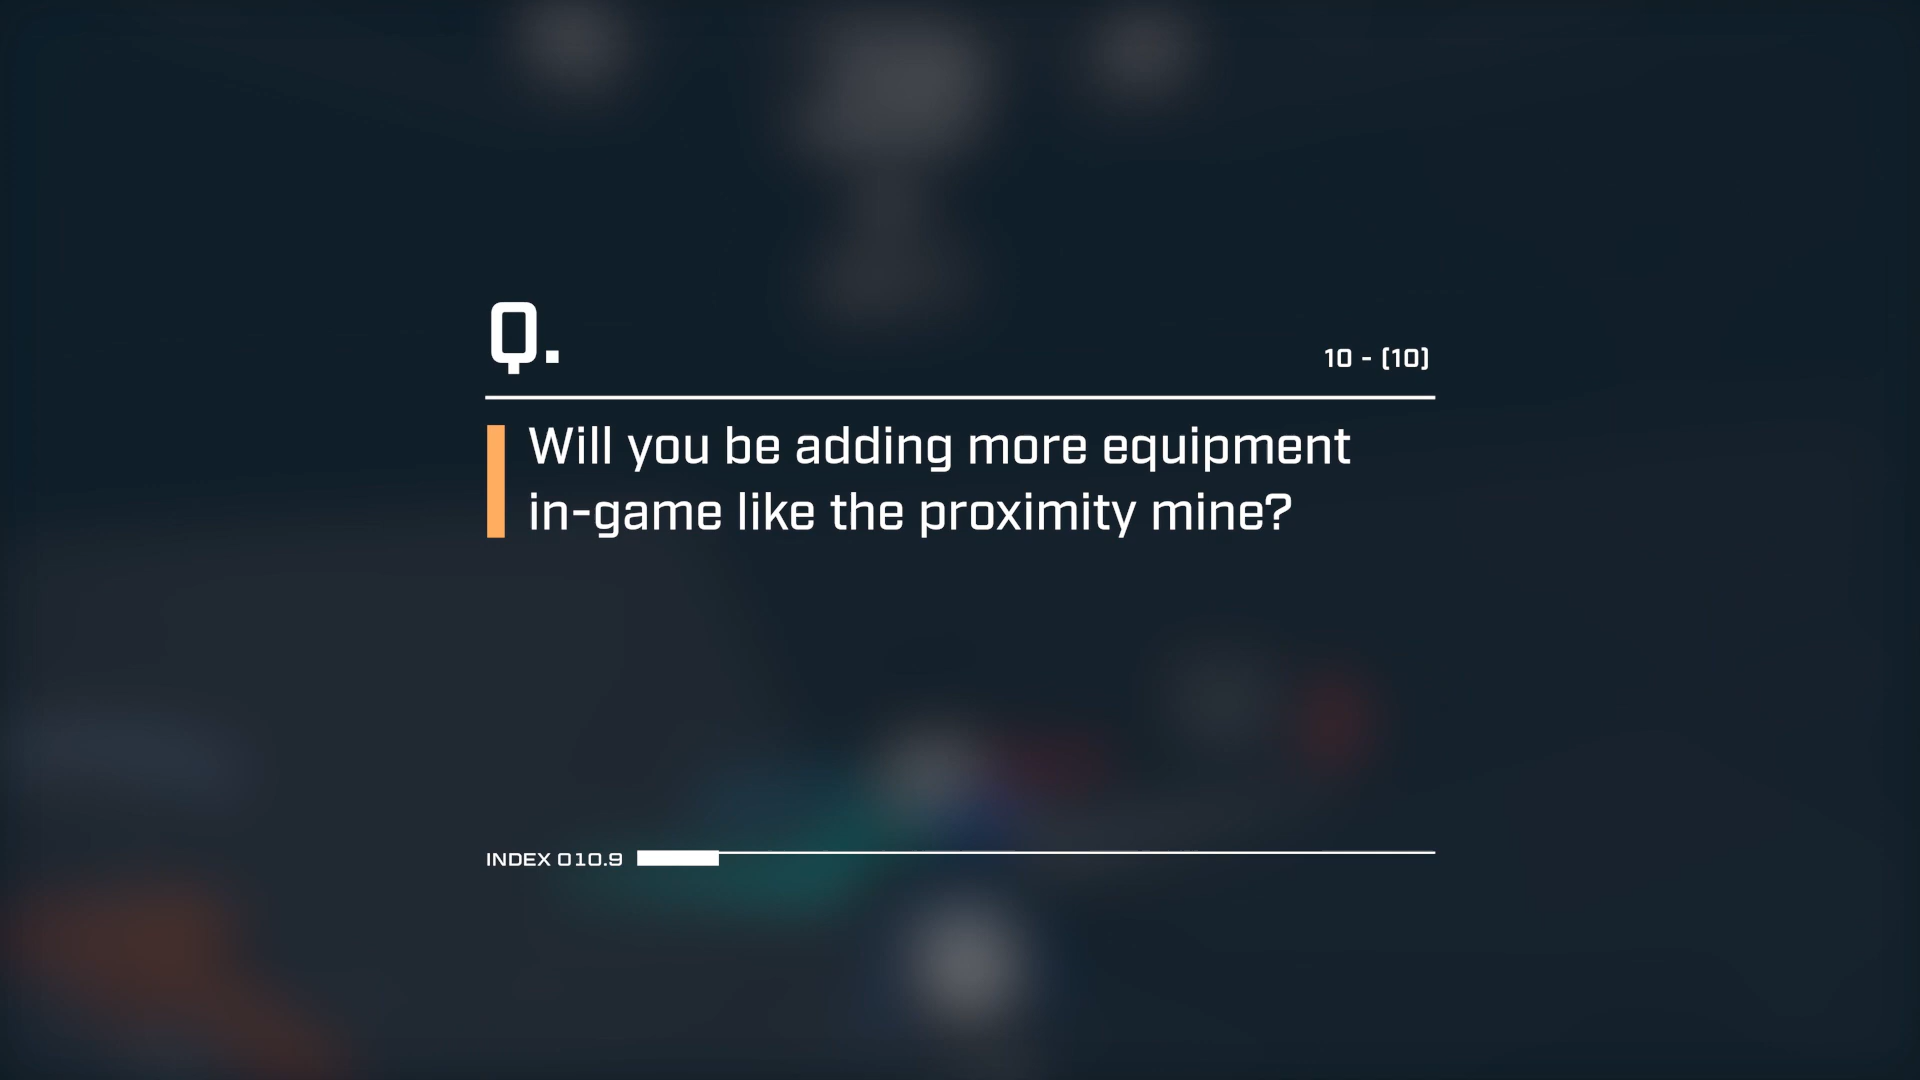 Q.
10 - [10]
Will you be adding more equipment
in-game like the proximity mine?
INDEX 010.9